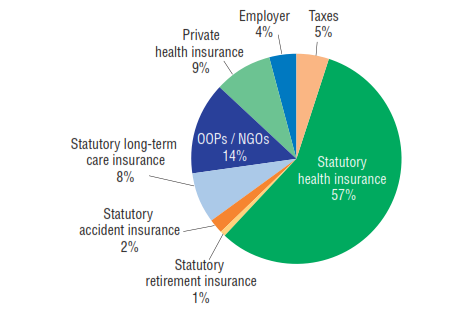 Employer
4%
Taxes
5%
Private
health insurance
9%
OOPs / NGOs
14%
Statutory
health insurance
57%
Statutory long-term
care insurance
8%
Statutory
accident insurance
2%
Statutory
retirement insurance
1%